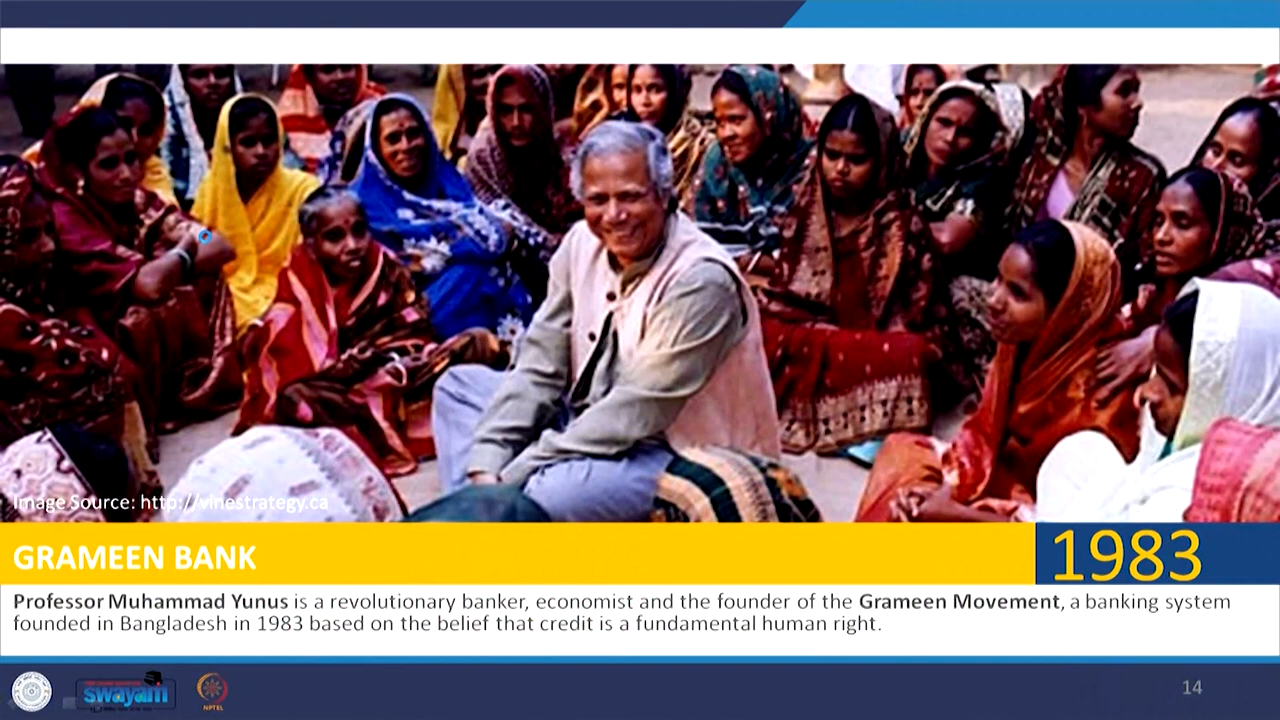 Image Source: http://vinestrategy.ca
GRAMEEN BANK
1983
Professor Muhammad Yunus is a revolutionary banker, economist and the founder of the Grameen Movement, a banking system
founded in Bangladesh in 1983 based on the belief that credit is a fundamental human right.
swayam
NPTEL
14